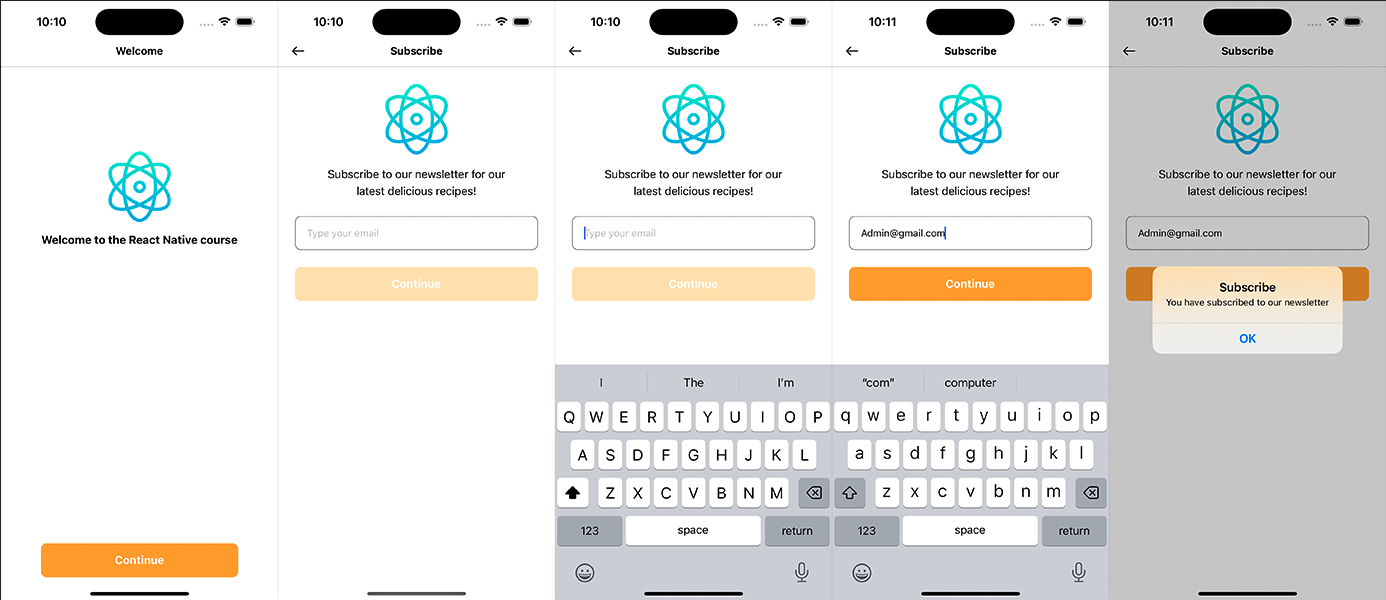 10:10
Welcome
Welcome to the React Native course
Continue
10:10
Subscribe
Subscribe to our newsletter for our
latest delicious recipes!
Type your email
Continue
10:10
Subscribe
Subscribe to our newsletter for our
latest delicious recipes!
Type your email
Continue
I The I'm
Q W E R T Y U I O P
A S D F G H J K L
Z X C V B N M
123 space return
10:11
Subscribe
Subscribe to our newsletter for our
latest delicious recipes!
Admin@gmail.com
Continue
“com” computer
q w e r t y u i o p
a s d f g h j k l
z x c v b n m
123 space return
10:11
Subscribe
Subscribe to our newsletter for our
latest delicious recipes!
Admin@gmail.com
Subscribe
You have subscribed to our newsletter
OK